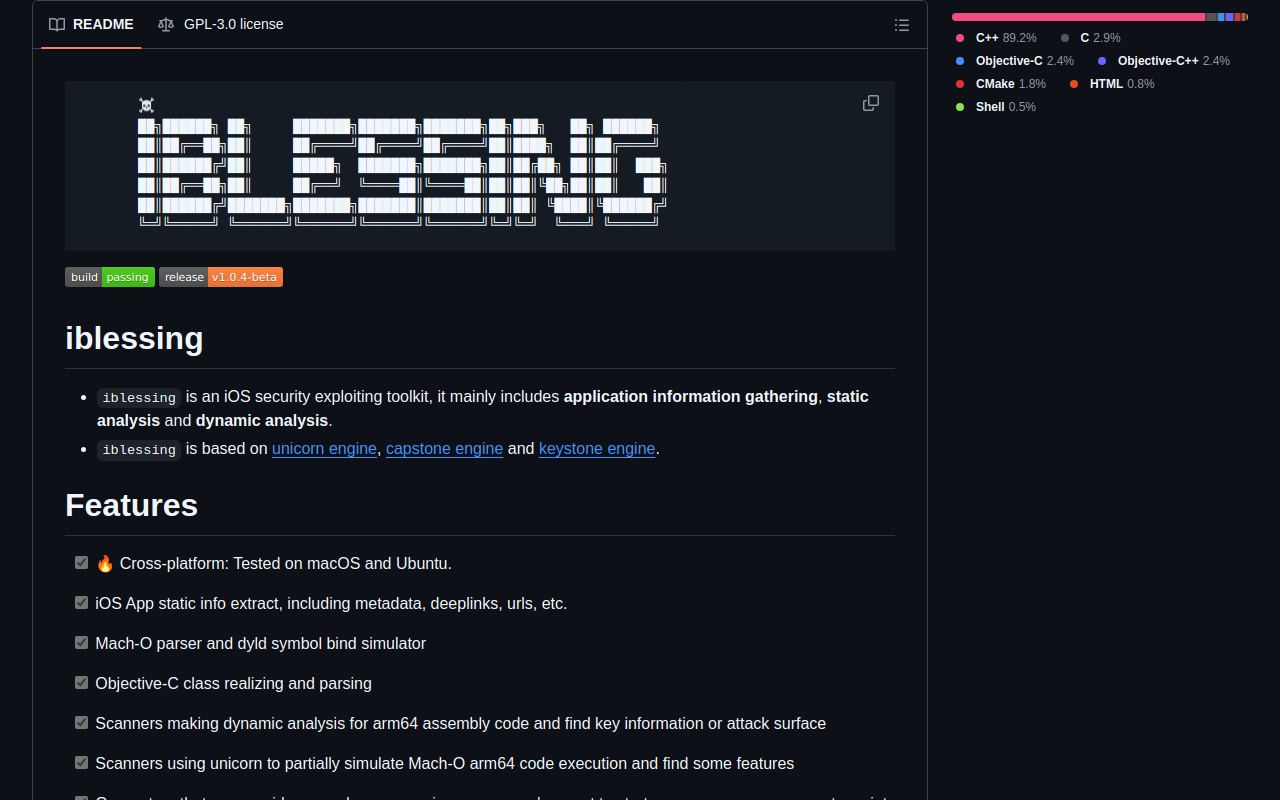 README
GPL-3.0 license
build passing release v1.0.4-beta
iblessing
iblessing is an iOS security exploiting toolkit, it mainly includes application information gathering, static
analysis and dynamic analysis.
iblessing is based on unicorn engine, capstone engine and keystone engine.
Features
🔥 Cross-platform: Tested on macOS and Ubuntu.
iOS App static info extract, including metadata, deeplinks, urls, etc.
Mach-O parser and dyld symbol bind simulator
Objective-C class realizing and parsing
Scanners making dynamic analysis for arm64 assembly code and find key information or attack surface
Scanners using unicorn to partially simulate Mach-O arm64 code execution and find some features
C++ 89.2%
C 2.9%
Objective-C 2.4%
Objective-C++ 2.4%
CMake 1.8%
HTML 0.8%
Shell 0.5%